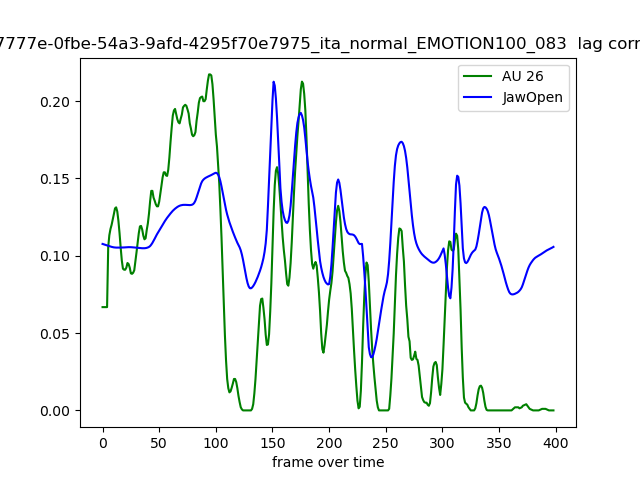 7777e-0fbe-54a3-9afd-4295f70e7975_ita_normal_EMOTION100_083 lag corr
AU 26
JawOpen
0.20
0.15
0.10
0.05
0.00
0 50 100 150 200 250 300 350 400
frame over time